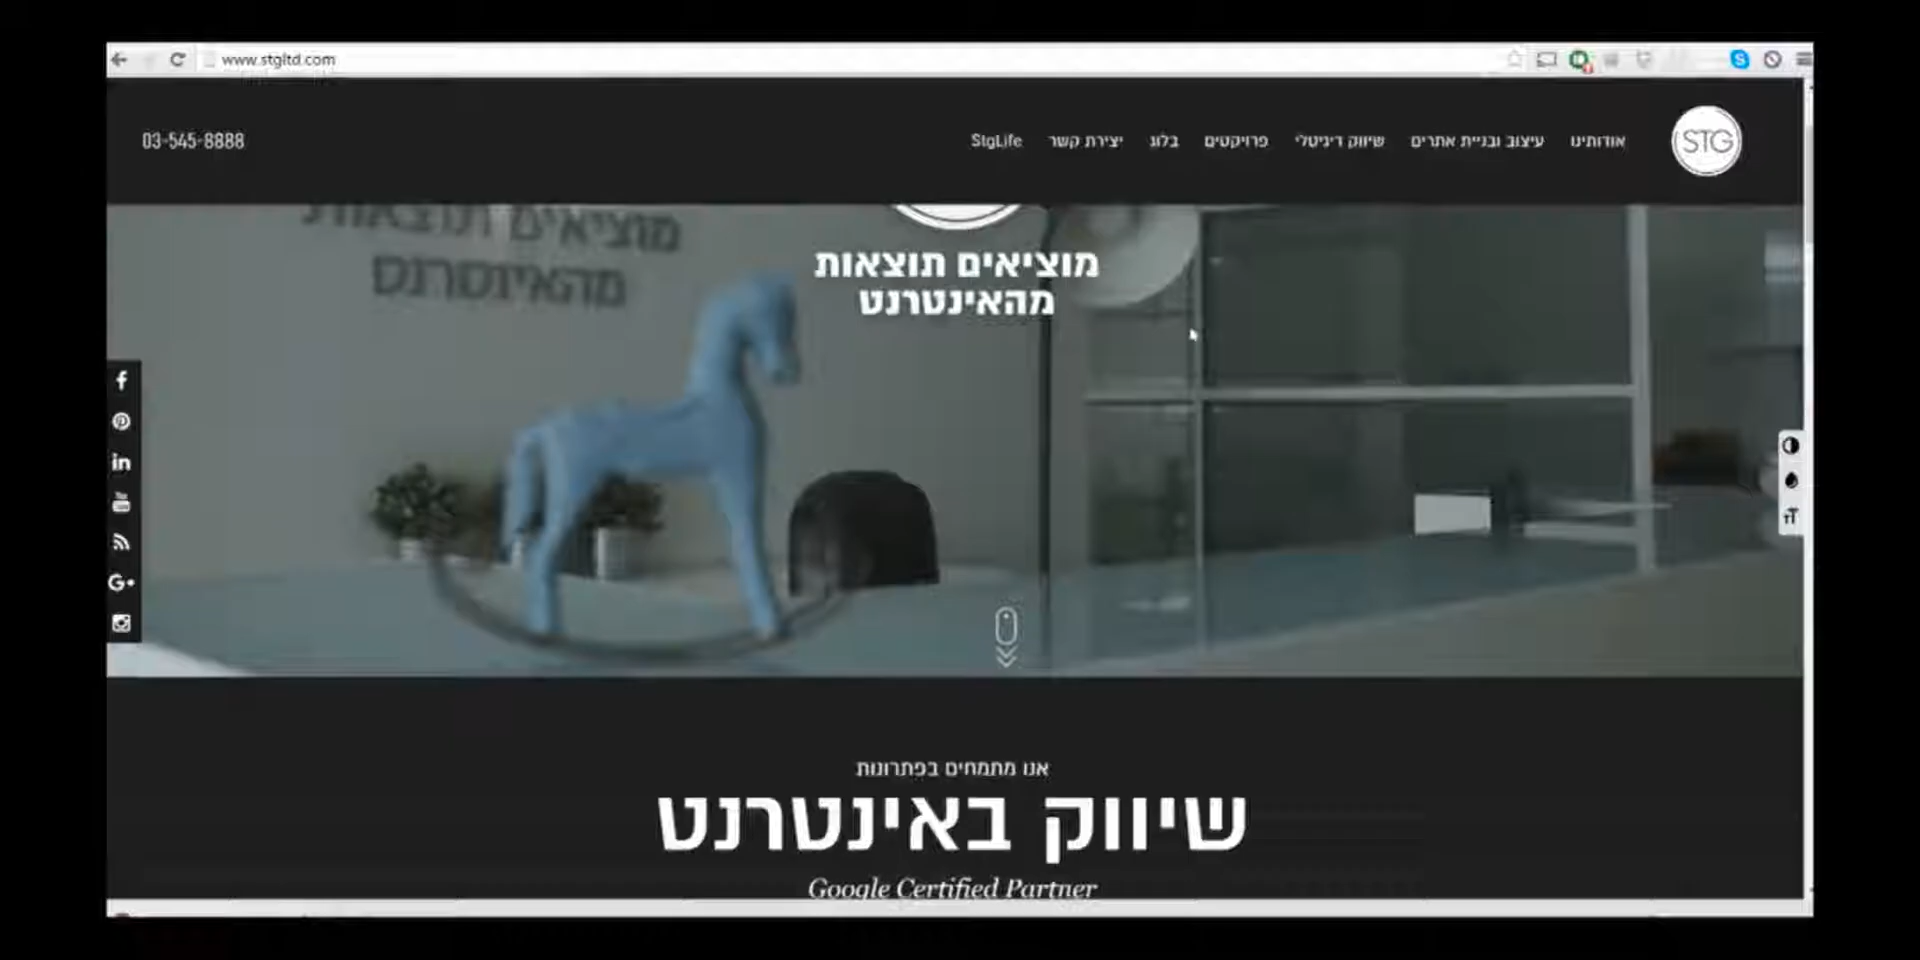 www.stgltd.com
03-545-8888
אודותינו עיצוב ובניית אתרים שיווק דיגיטלי פרויקטים בלוג יצירת קשר StgLife
STG
מוציאים תוצאות
מהאינטרנט
מוציאים תוצאות
מהאינטרנט
אנו מתמחים בפתרונות
שיווק באינטרנט
Google Certified Partner